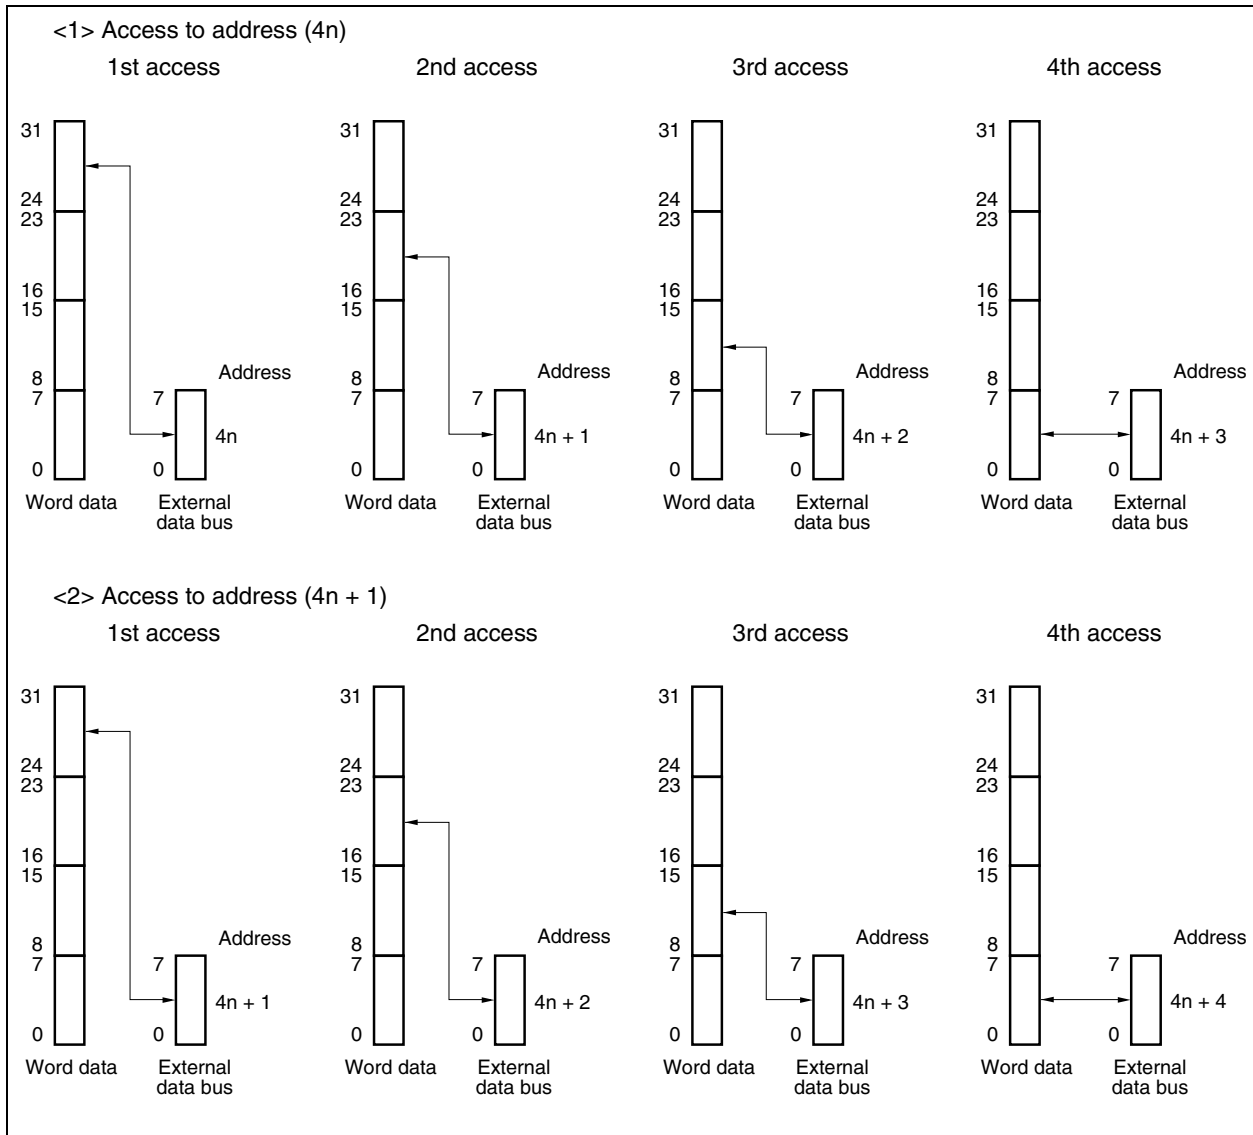 <1> Access to address (4n)
1st access 2nd access 3rd access 4th access
31 31 31 31
24 24 24 24
23 23 23 23
16 16 16 16
15 15 15 15
Address Address Address Address
8 8 8 8
7 7 7 7 7 7 7 7
4n 4n + 1 4n + 2 4n + 3
0 0 0 0 0 0 0 0
Word data External Word data External Word data External Word data External
data bus data bus data bus data bus
<2> Access to address (4n + 1)
1st access 2nd access 3rd access 4th access
31 31 31 31
24 24 24 24
23 23 23 23
16 16 16 16
15 15 15 15
Address Address Address Address
8 8 8 8
7 7 7 7 7 7 7 7
4n + 1 4n + 2 4n + 3 4n + 4
0 0 0 0 0 0 0 0
Word data External Word data External Word data External Word data External
data bus data bus data bus data bus